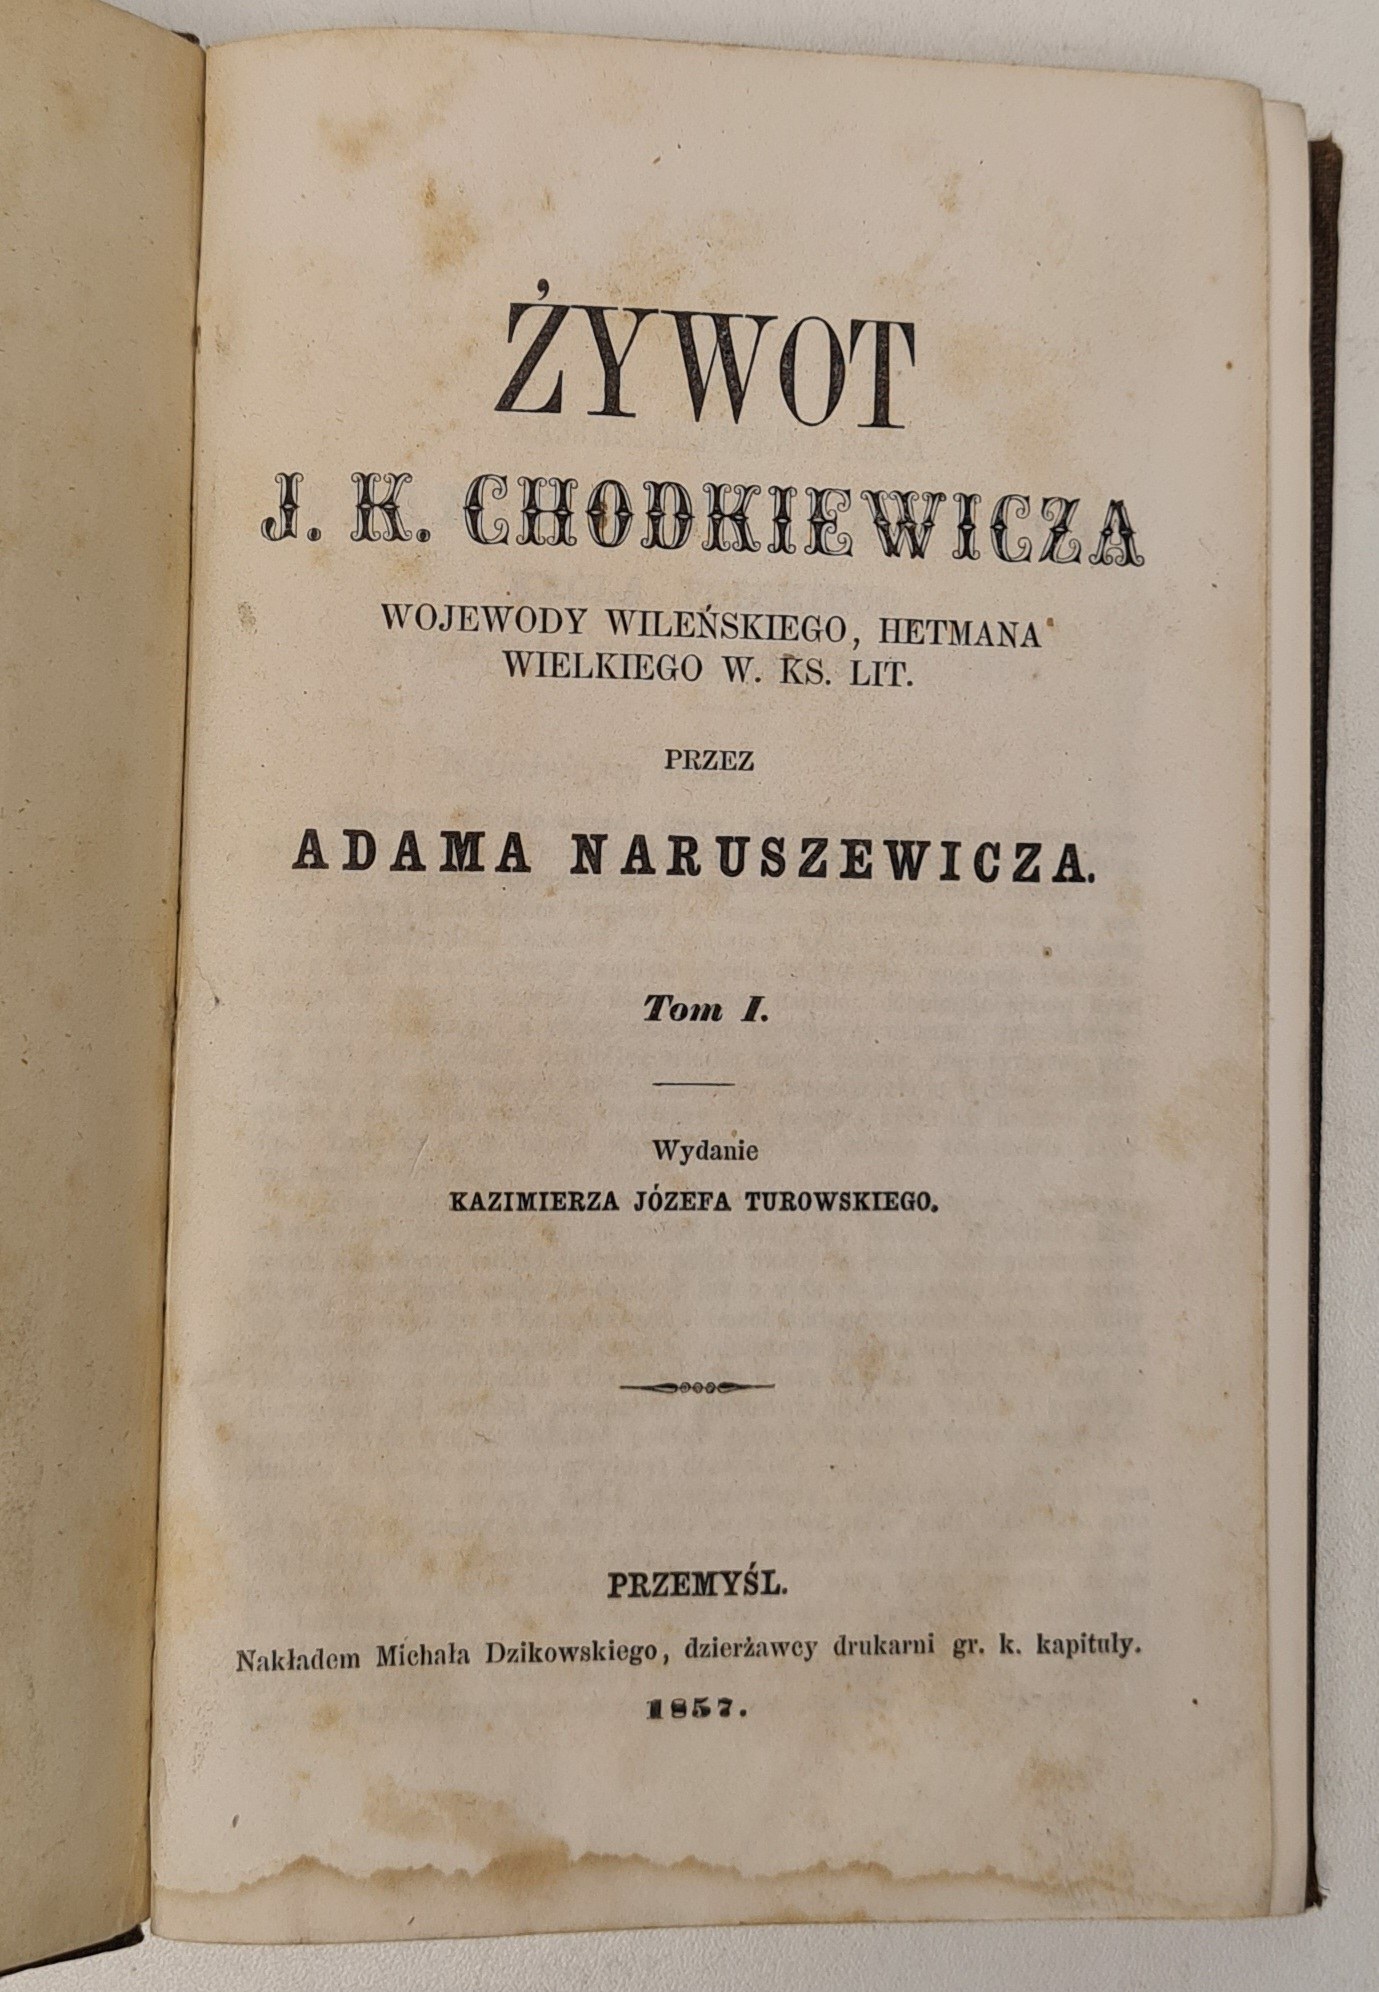 ŻYWOT
J. K. CHODKIEWICZA
WOJEWODY WILEŃSKIEGO, HETMANA
WIELKIEGO W. KS. LIT.
PRZEZ
ADAMA NARUSZEWICZA.
Tom I.
Wydanie
KAZIMIERZA JÓZEFA TUROWSKIEGO.
PRZEMYŚL.
Nakładem Michała Dzikowskiego, dzierżawcy drukarni gr. k. kapituły.
1857.